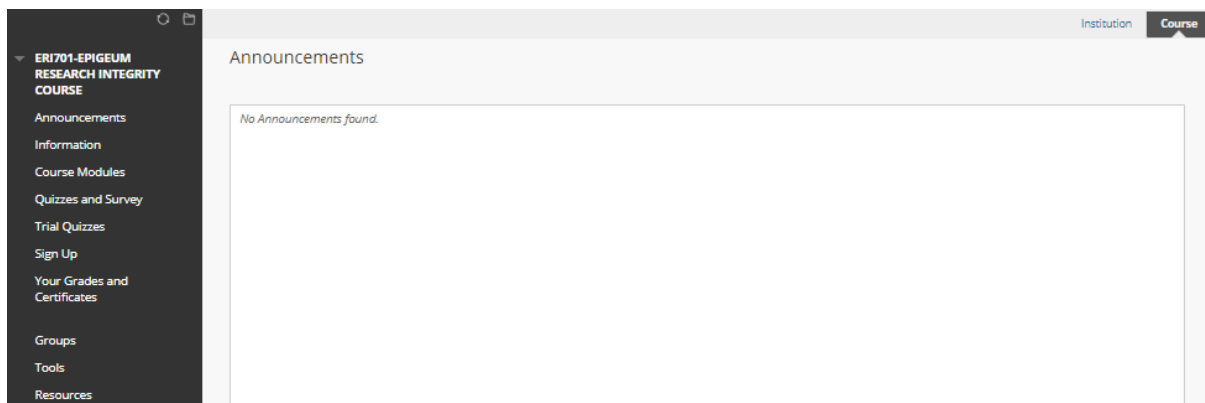 Institution
Course
ERI701-EPIGEUM
RESEARCH INTEGRITY
COURSE
Announcements
Information
Course Modules
Quizzes and Survey
Trial Quizzes
Sign Up
Your Grades and
Certificates
Groups
Tools
Resources
Announcements
No Announcements found.